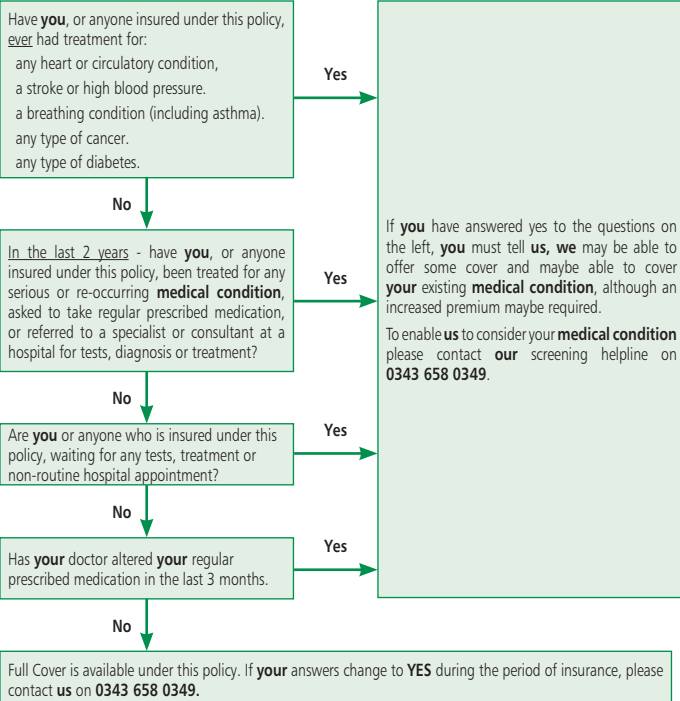 Have you, or anyone insured under this policy,
ever had treatment for:
any heart or circulatory condition,
a stroke or high blood pressure.
a breathing condition (including asthma).
any type of cancer.
any type of diabetes.
Yes
No
In the last 2 years - have you, or anyone
insured under this policy, been treated for any
serious or re-occurring medical condition,
asked to take regular prescribed medication,
or referred to a specialist or consultant at a
hospital for tests, diagnosis or treatment?
Yes
No
Are you or anyone who is insured under this
policy, waiting for any tests, treatment or
non-routine hospital appointment?
Yes
No
Has your doctor altered your regular
prescribed medication in the last 3 months.
Yes
No
If you have answered yes to the questions on
the left, you must tell us, we may be able to
offer some cover and maybe able to cover
your existing medical condition, although an
increased premium maybe required.
To enable us to consider your medical condition
please contact our screening helpline on
0343 658 0349.
Full Cover is available under this policy. If your answers change to YES during the period of insurance, please
contact us on 0343 658 0349.